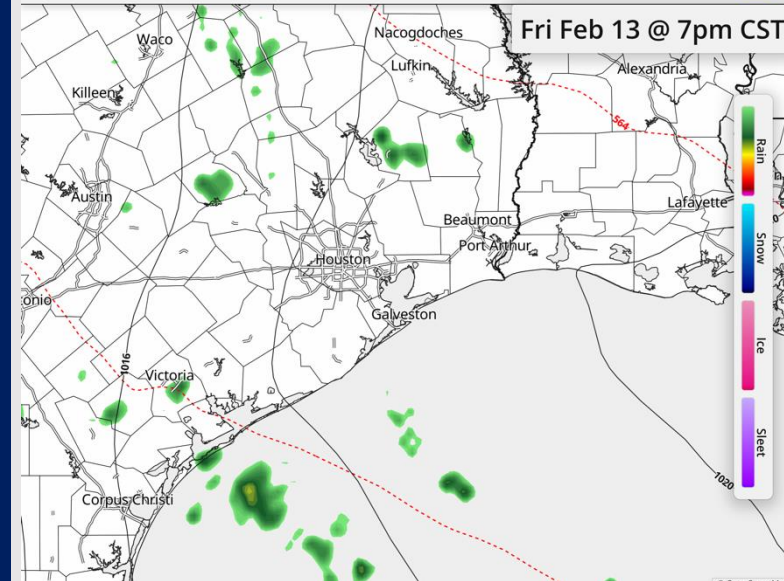 Fri Feb 13 @ 7pm CST
Waco
Nacogdoches
Lufkin
Alexandria
Killeen
564
Rain
Austin
Lafayette
Beaumont
Port Arthur
Snow
Houston
onio
Galveston
Ice
1016
Victoria
Sleet
1020
Corpus Christi